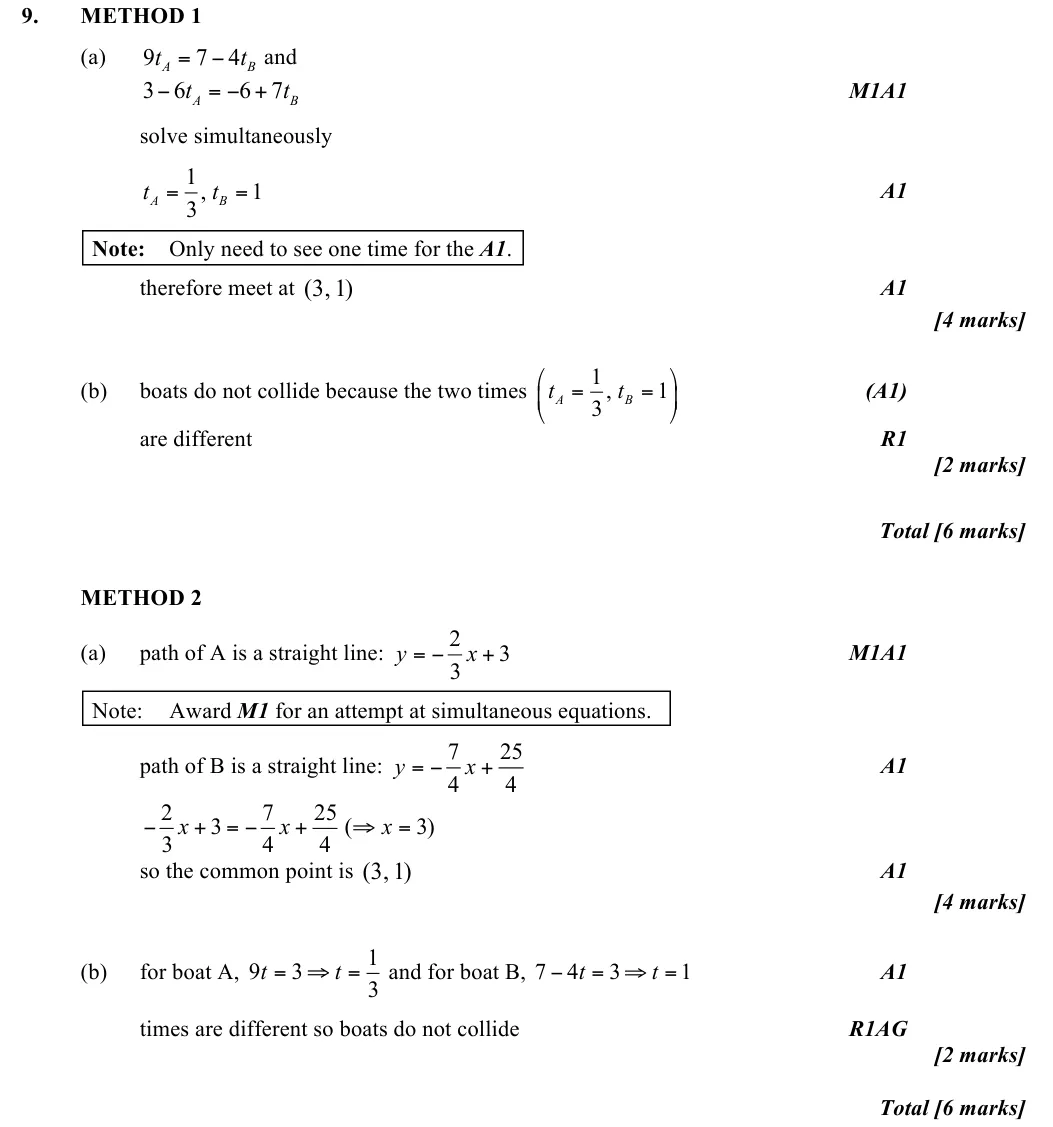 9. METHOD 1
(a) 9t_A = 7 − 4t_B and
3 − 6t_A = −6 + 7t_B M1A1
solve simultaneously
t_A = 1/3, t_B = 1 A1
Note: Only need to see one time for the A1.
therefore meet at (3, 1) A1
[4 marks]
(b) boats do not collide because the two times (t_A = 1/3, t_B = 1) (A1)
are different R1
[2 marks]
Total [6 marks]
METHOD 2
(a) path of A is a straight line: y = −2/3 x + 3 M1A1
Note: Award M1 for an attempt at simultaneous equations.
path of B is a straight line: y = −7/4 x + 25/4 A1
−2/3 x + 3 = −7/4 x + 25/4 (⇒ x = 3)
so the common point is (3, 1) A1
[4 marks]
(b) for boat A, 9t = 3 ⇒ t = 1/3 and for boat B, 7 − 4t = 3 ⇒ t = 1 A1
times are different so boats do not collide R1AG
[2 marks]
Total [6 marks]